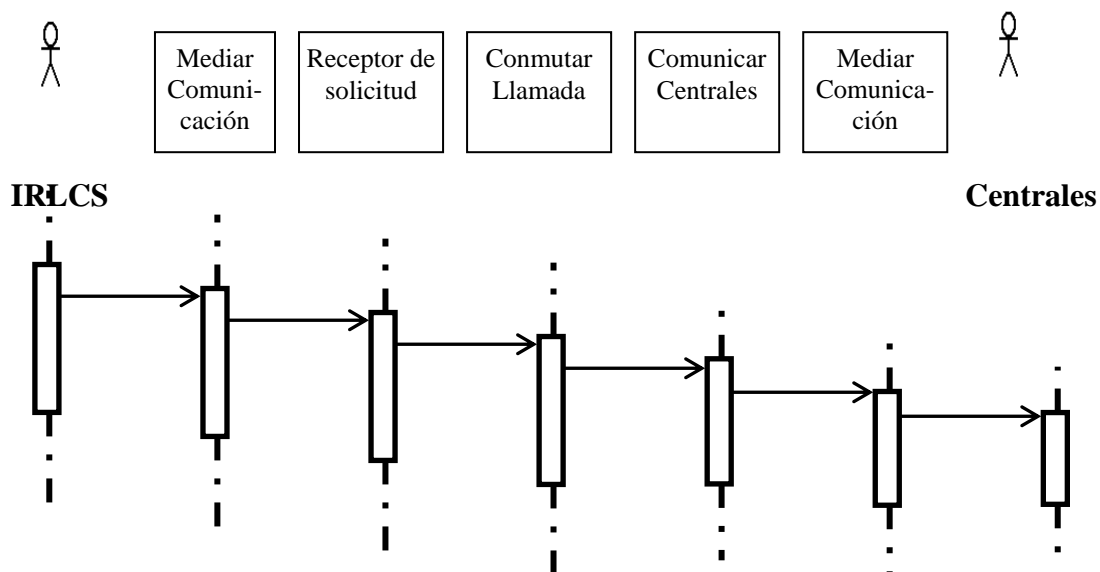 Mediar
Comuni-
cación
Receptor de
solicitud
Conmutar
Llamada
Comunicar
Centrales
Mediar
Comunica-
ción
IRLCS
Centrales